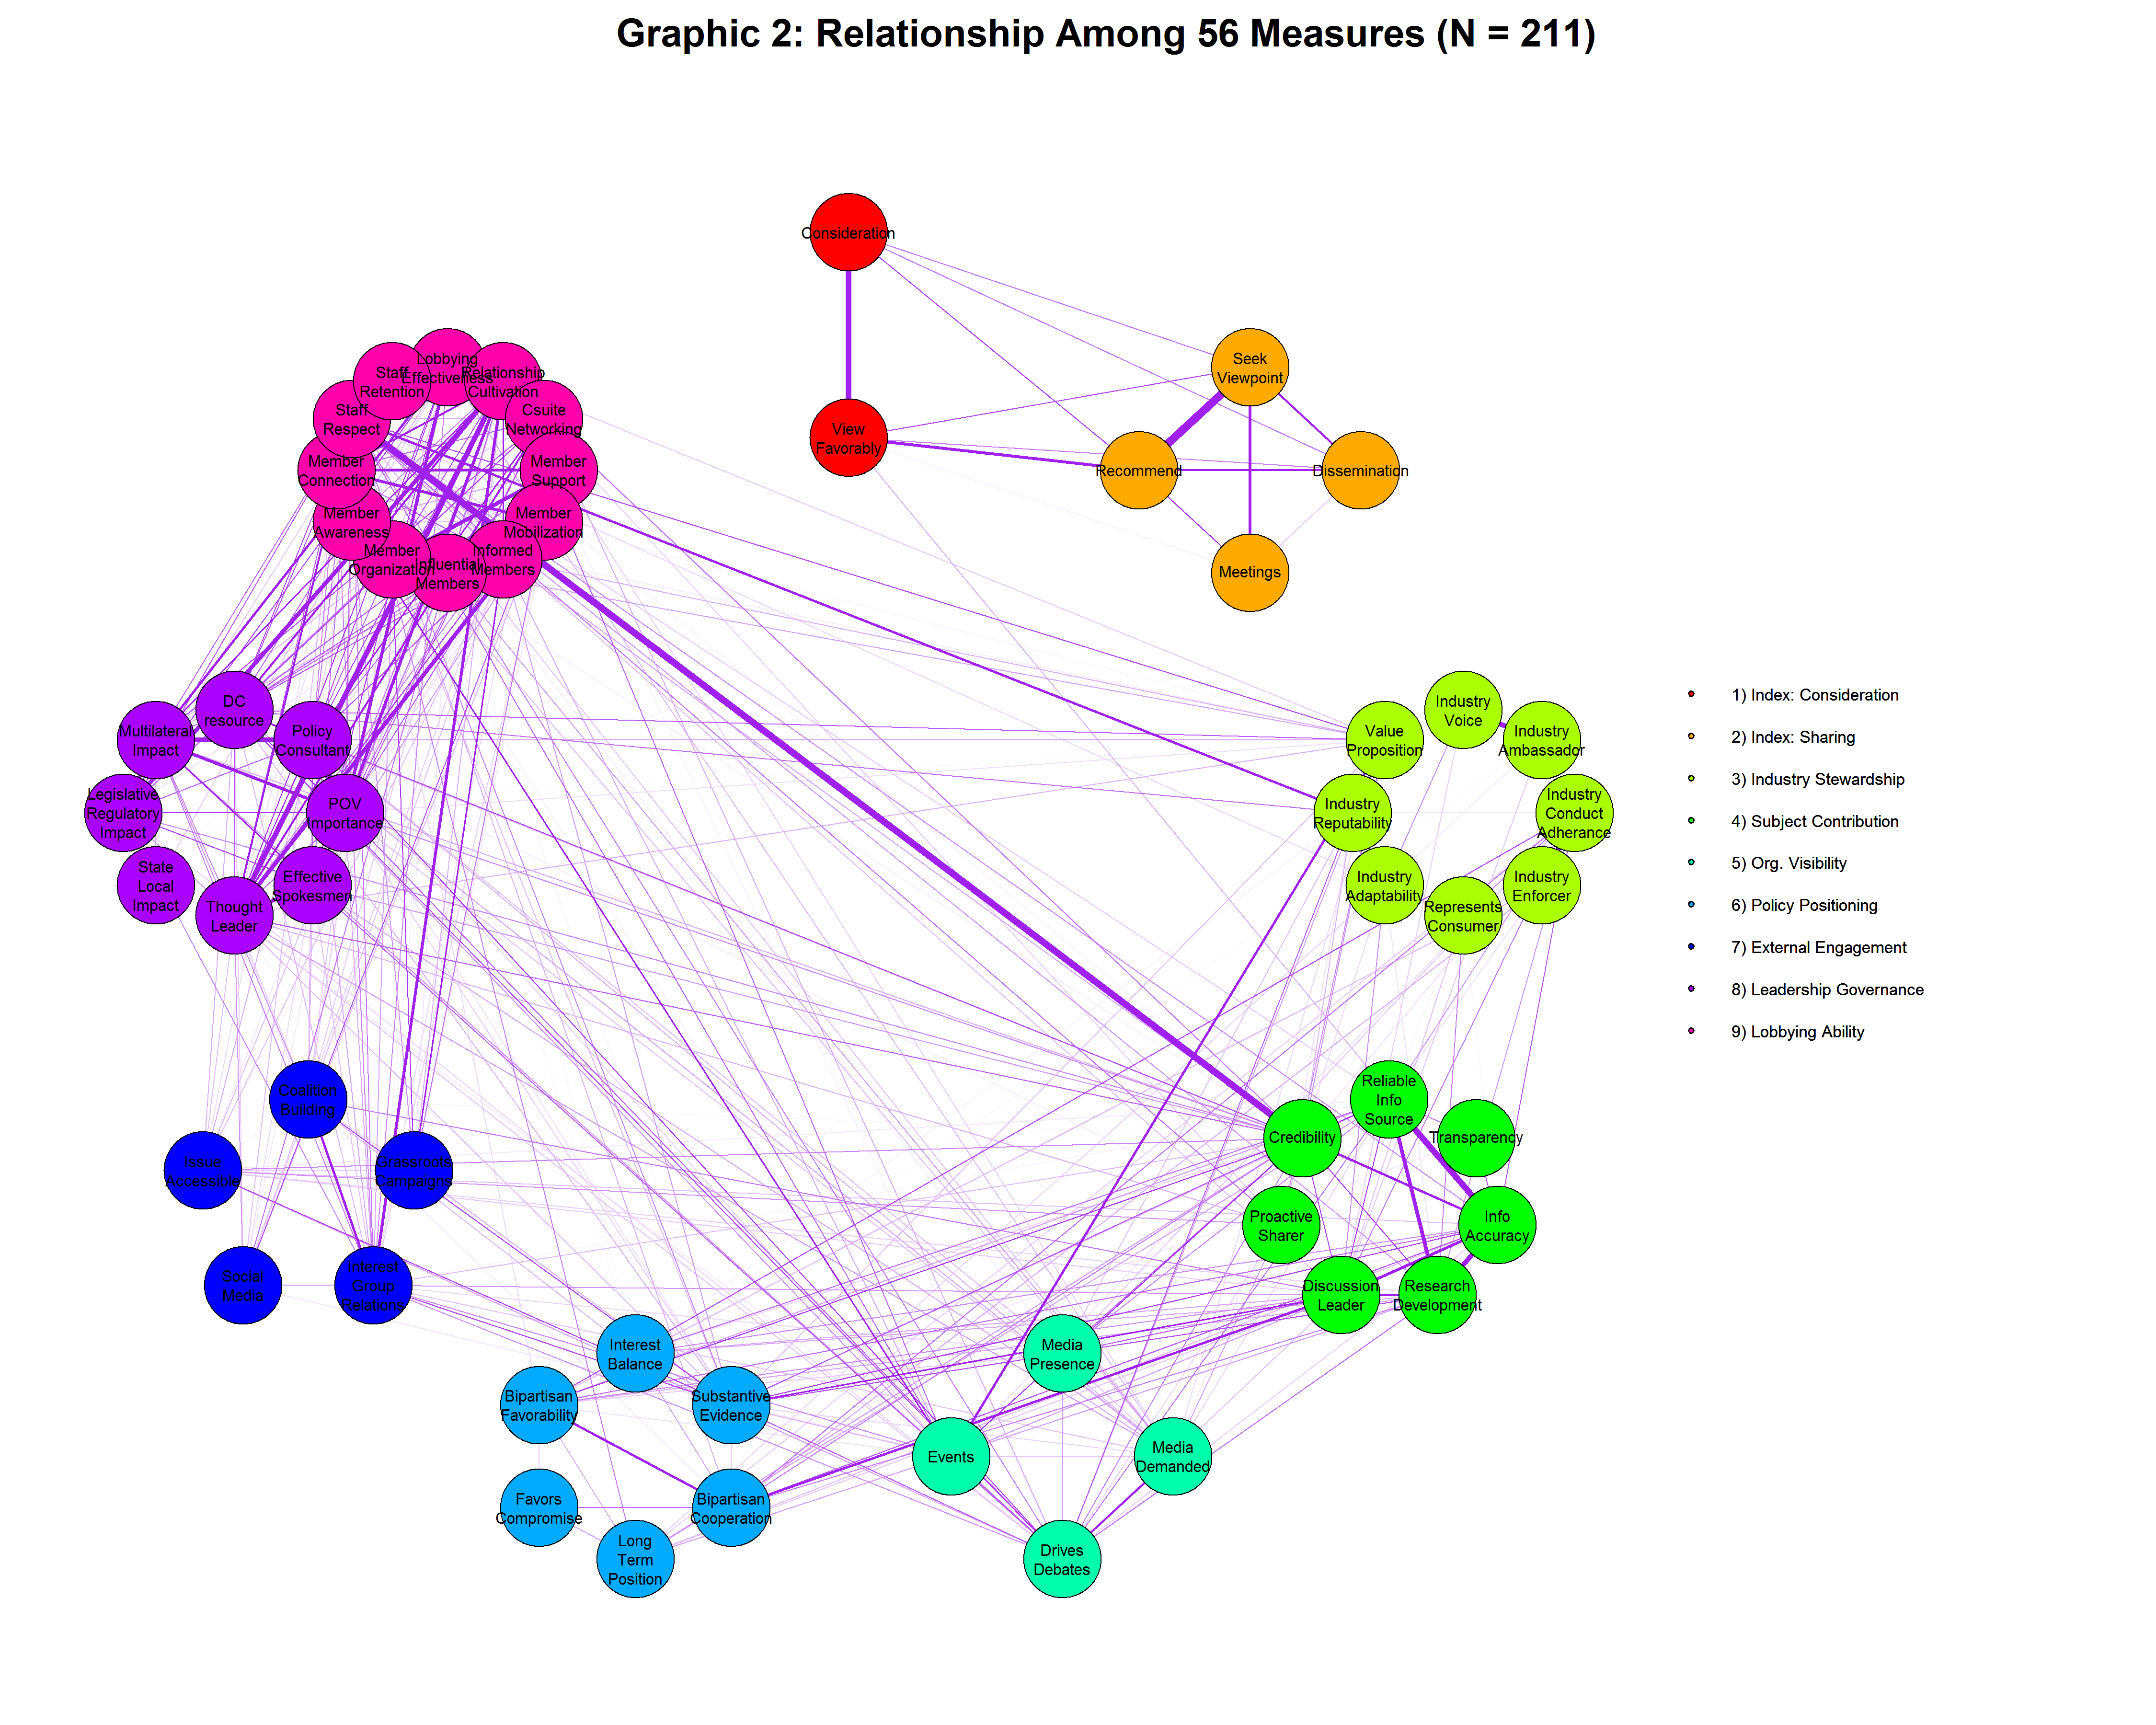 Graphic 2: Relationship Among 56 Measures (N = 211)
Consideration
View
Favorably
Seek
Viewpoint
Recommend
Dissemination
Meetings
Lobbying
Effectiveness
Staff
Retention
Relationship
Cultivation
Staff
Respect
Csuite
Networking
Member
Connection
Member
Support
Member
Awareness
Member
Mobilization
Member
Organization
Influential
Members
Informed
Members
DC
resource
Multilateral
Impact
Policy
Consultant
Legislative
Regulatory
Impact
POV
Importance
State
Local
Impact
Effective
Spokesmen
Thought
Leader
Industry
Voice
Value
Proposition
Industry
Ambassador
Industry
Reputability
Industry
Conduct
Adherance
Industry
Adaptability
Represents
Consumer
Industry
Enforcer
1) Index: Consideration
2) Index: Sharing
3) Industry Stewardship
4) Subject Contribution
5) Org. Visibility
6) Policy Positioning
7) External Engagement
8) Leadership Governance
9) Lobbying Ability
Coalition
Building
Issue
Accessible
Grassroots
Campaigns
Social
Media
Interest
Group
Relations
Reliable
Info
Source
Credibility
Transparency
Proactive
Sharer
Info
Accuracy
Discussion
Leader
Research
Development
Interest
Balance
Bipartisan
Favorability
Substantive
Evidence
Favors
Compromise
Bipartisan
Cooperation
Long
Term
Position
Media
Presence
Events
Media
Demanded
Drives
Debates